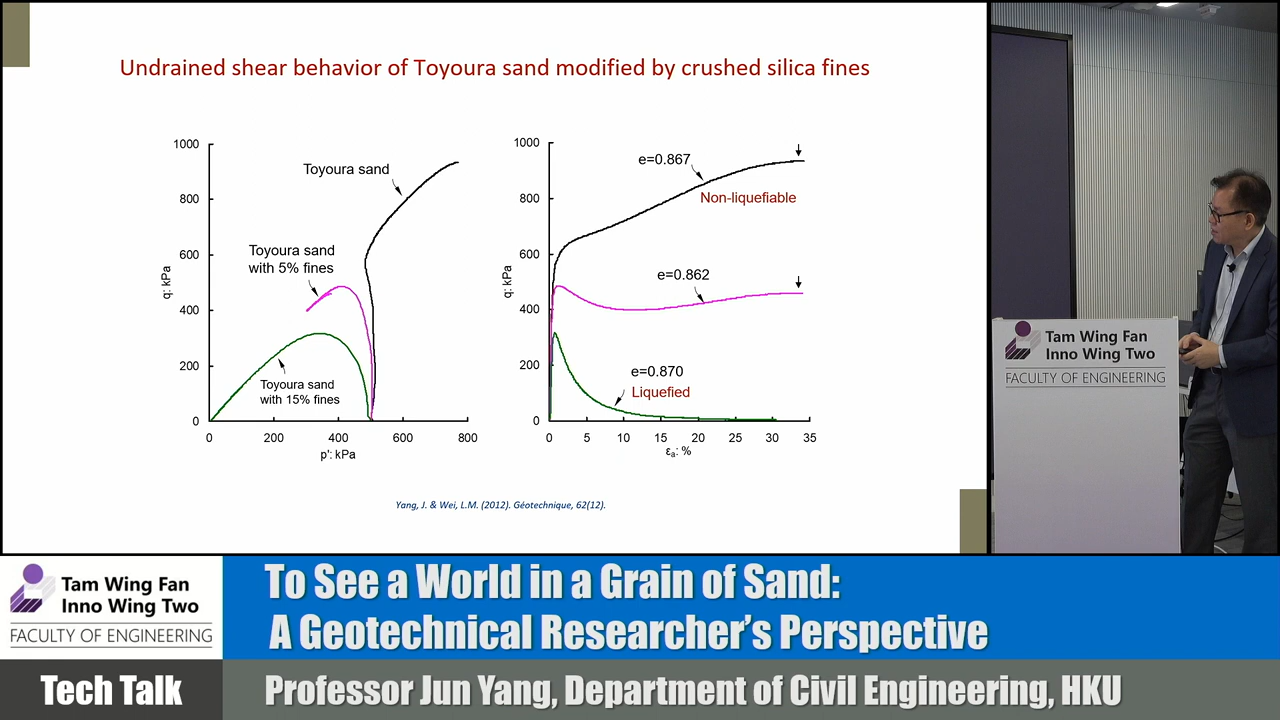 Undrained shear behavior of Toyoura sand modified by crushed silica fines
1000
800
600
400
200
0
q: kPa
Toyoura sand
Toyoura sand
with 5% fines
Toyoura sand
with 15% fines
0
200
400
600
800
p': kPa
1000
800
600
400
200
0
q: kPa
e=0.867
Non-liquefiable
e=0.862
e=0.870
Liquefied
0
5
10
15
20
25
30
35
εa: %
Yang, J. & Wei, L.M. (2012). Géotechnique, 62(12).
Tam Wing Fan
Inno Wing Two
FACULTY OF ENGINEERING
Tam Wing Fan
Inno Wing Two
FACULTY OF ENGINEERING
To See a World in a Grain of Sand:
A Geotechnical Researcher’s Perspective
Tech Talk
Professor Jun Yang, Department of Civil Engineering, HKU